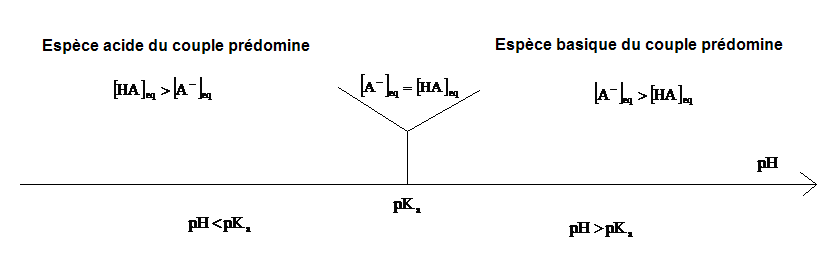 Espèce acide du couple prédomine
Espèce basique du couple prédomine
[HA]eq > [A⁻]eq
[A⁻]eq = [HA]eq
[A⁻]eq > [HA]eq
pH
pKa
pH < pKa
pH > pKa